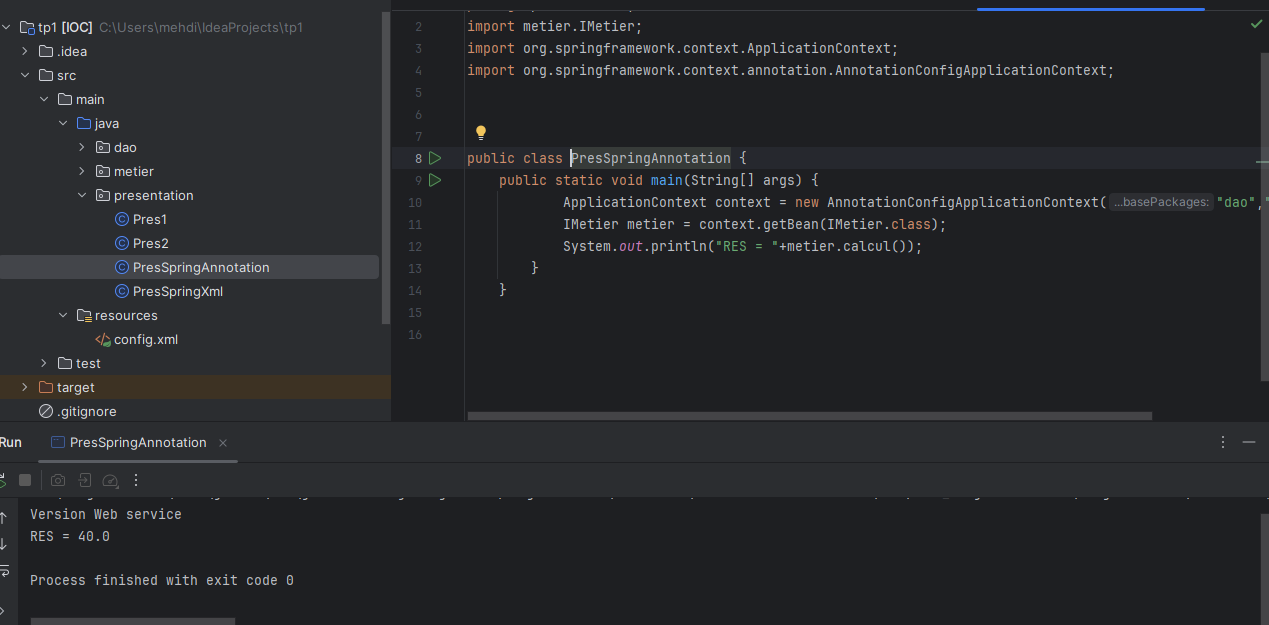 tp1 [IOC] C:\Users\mehdi\IdeaProjects\tp1
.idea
src
main
java
dao
metier
presentation
Pres1
Pres2
PresSpringAnnotation
PresSpringXml
resources
config.xml
test
target
.gitignore
2 import metier.IMetier;
3 import org.springframework.context.ApplicationContext;
4 import org.springframework.context.annotation.AnnotationConfigApplicationContext;
5
6
7
8 public class PresSpringAnnotation {
9 public static void main(String[] args) {
10 ApplicationContext context = new AnnotationConfigApplicationContext( ...basePackages: "dao","
11 IMetier metier = context.getBean(IMetier.class);
12 System.out.println("RES = "+metier.calcul());
13 }
14 }
15
16
Run PresSpringAnnotation
Version Web service
RES = 40.0
Process finished with exit code 0